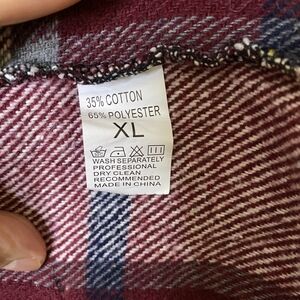 35% COTTON
65% POLYESTER
XL
WASH SEPARATELY
PROFESSIONAL
DRY CLEAN
RECOMMENDED
MADE IN CHINA